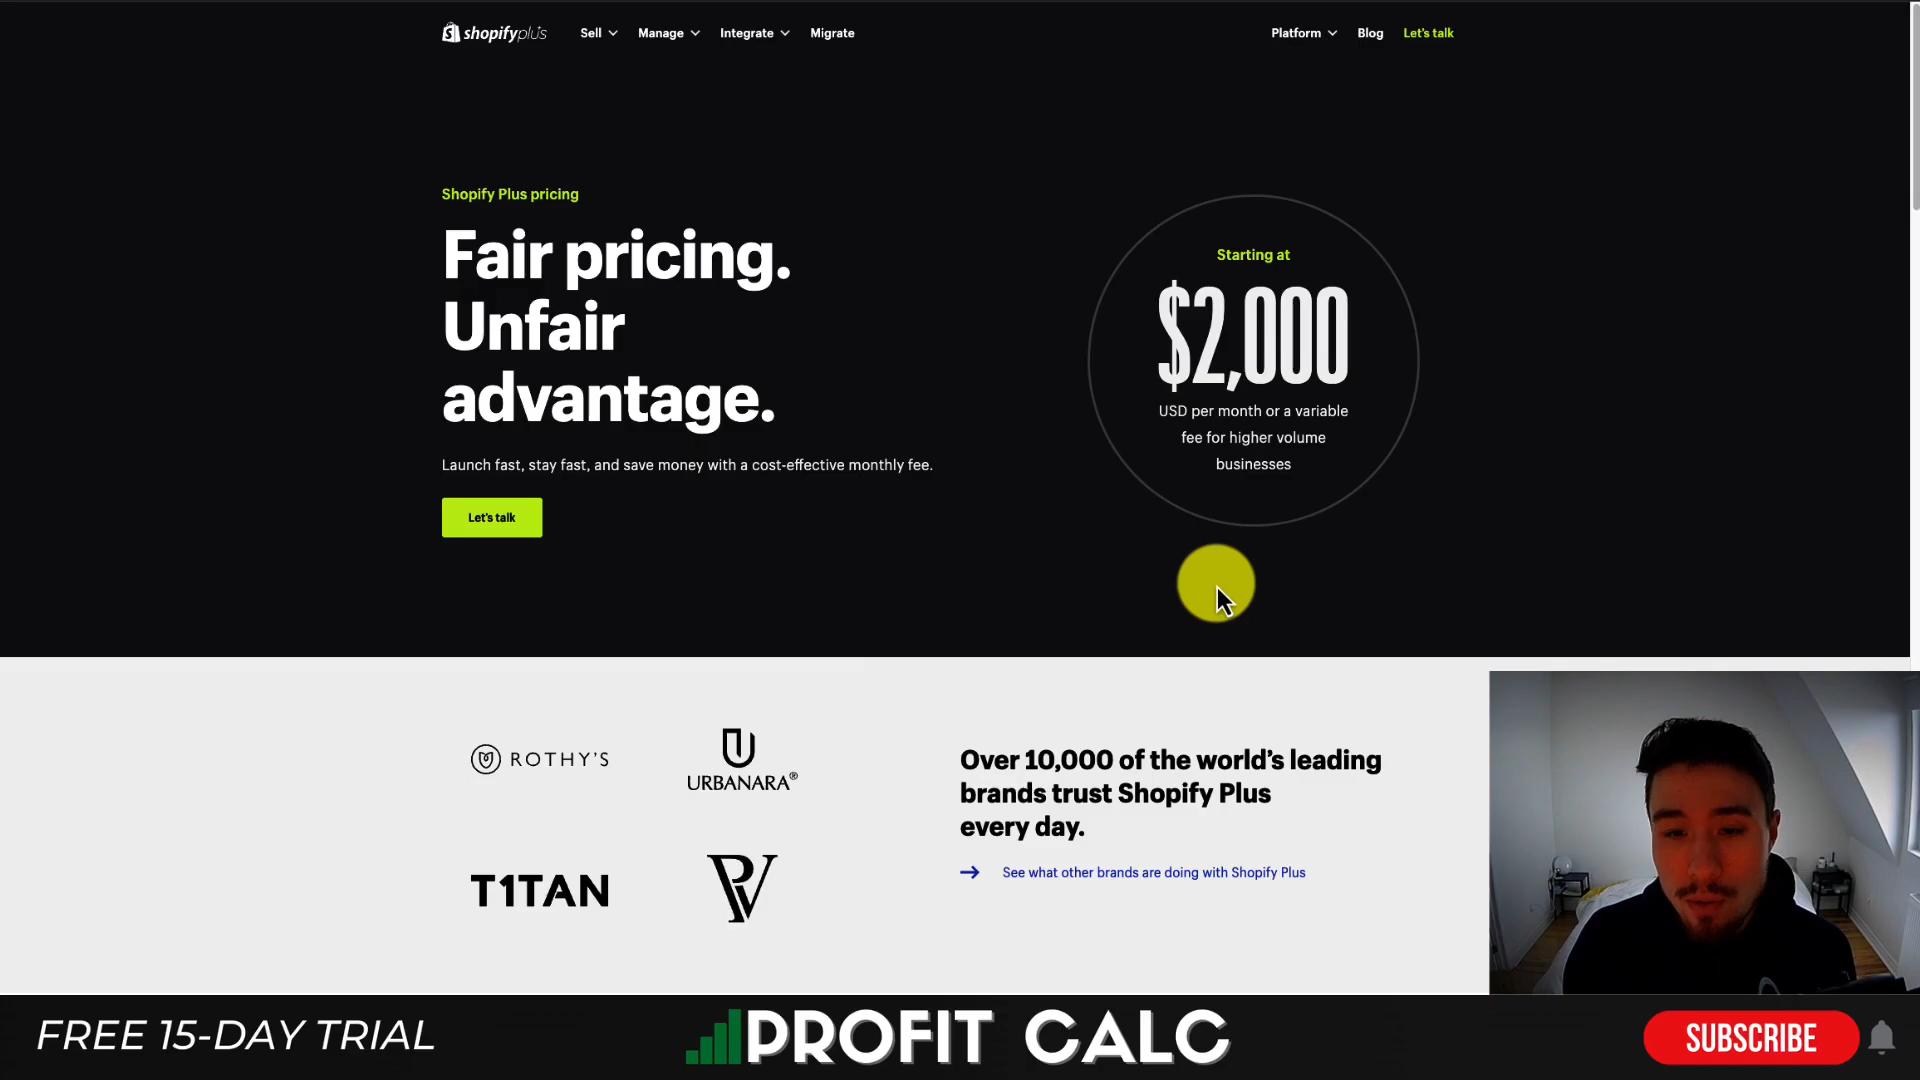 shopifyplus Sell Manage Integrate Migrate Platform Blog Let's talk
Shopify Plus pricing
Fair pricing.
Unfair
advantage.
Launch fast, stay fast, and save money with a cost-effective monthly fee.
Let's talk
Starting at
$2,000
USD per month or a variable
fee for higher volume
businesses
ROTHY'S
URBANARA®
T1TAN
PV
Over 10,000 of the world's leading
brands trust Shopify Plus
every day.
See what other brands are doing with Shopify Plus
FREE 15-DAY TRIAL
PROFIT CALC
SUBSCRIBE